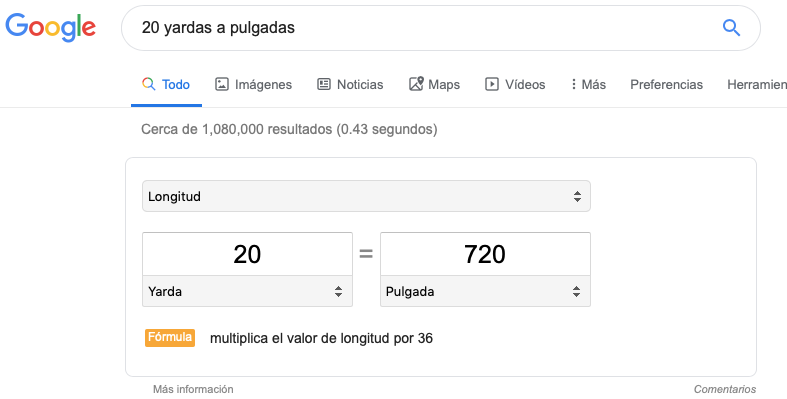 Google
20 yardas a pulgadas
Todo Imágenes Noticias Maps Vídeos Más Preferencias Herramien
Cerca de 1,080,000 resultados (0.43 segundos)
Longitud
20 = 720
Yarda Pulgada
Fórmula multiplica el valor de longitud por 36
Más información Comentarios